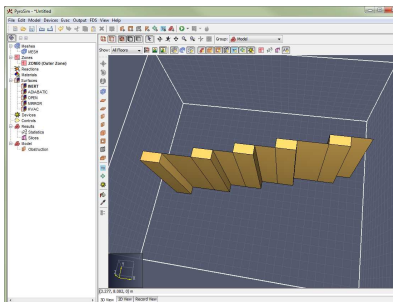 PyroSim - *Untitled
File Edit Model Devices Evac Output FDS View Help
Group: Model
Show: All floors
Meshes
MESH
Zones
ZONE0 (Outer Zone)
Reactions
Materials
Surfaces
INERT
ADIABATIC
OPEN
MIRROR
HVAC
Devices
Controls
Results
Statistics
Slices
Model
Obstruction
3D View 2D View Record View